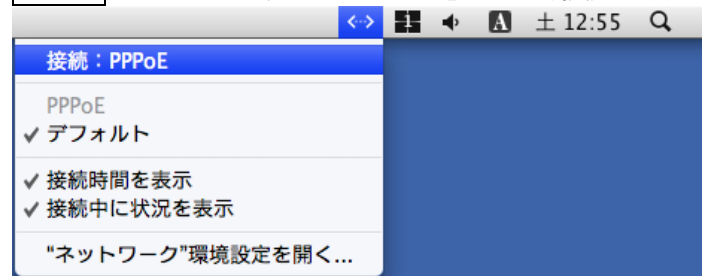 A 土 12:55
接続：PPPoE
PPPoE
✓ デフォルト
✓ 接続時間を表示
✓ 接続中に状況を表示
“ネットワーク”環境設定を開く...